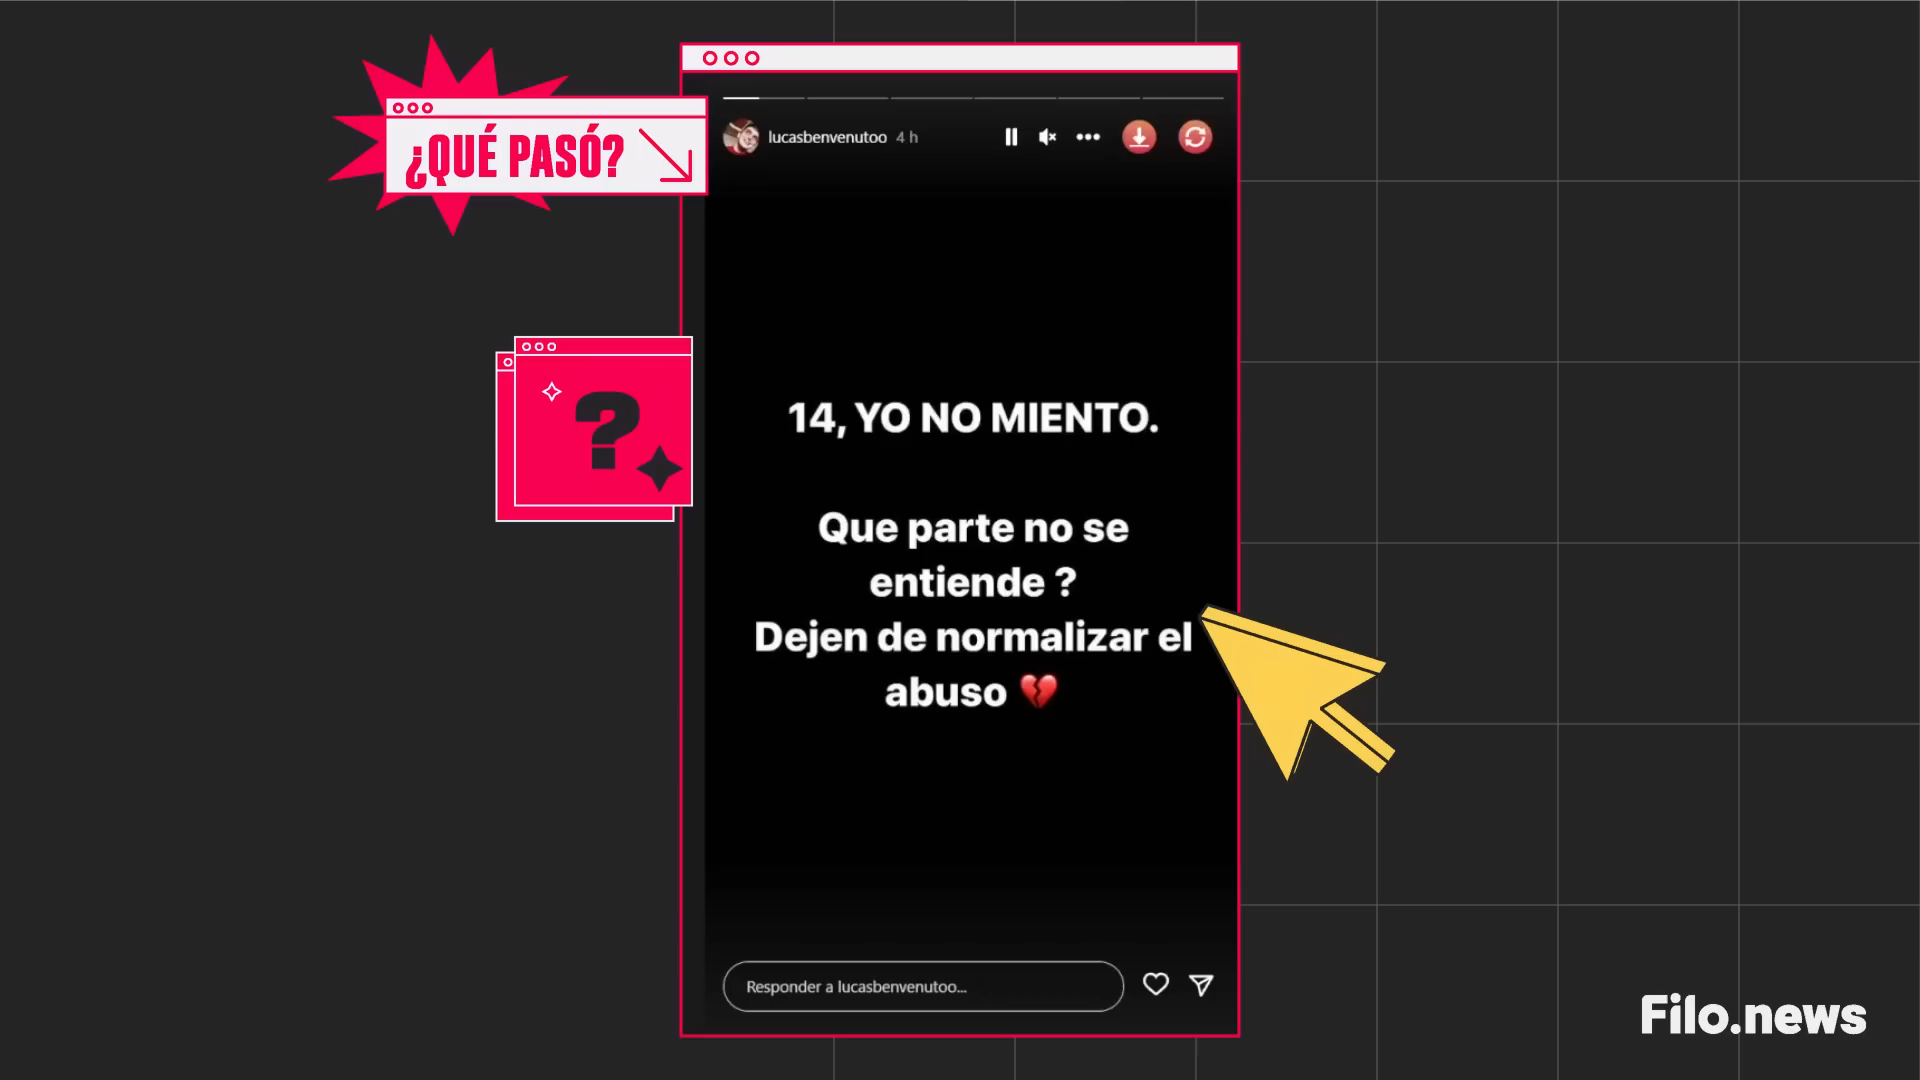 ¿QUÉ PASÓ?
lucasbenvenutoo 4 h
14, YO NO MIENTO.
Que parte no se
entiende ?
Dejen de normalizar el
abuso 💔
?
Responder a lucasbenvenutoo...
Filo.news